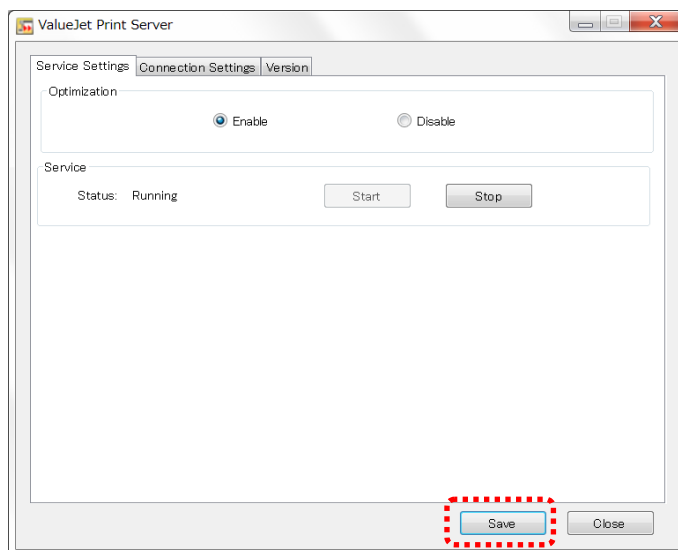 ValueJet Print Server
Service Settings Connection Settings Version
Optimization
Enable Disable
Service
Status: Running Start Stop
Save Close